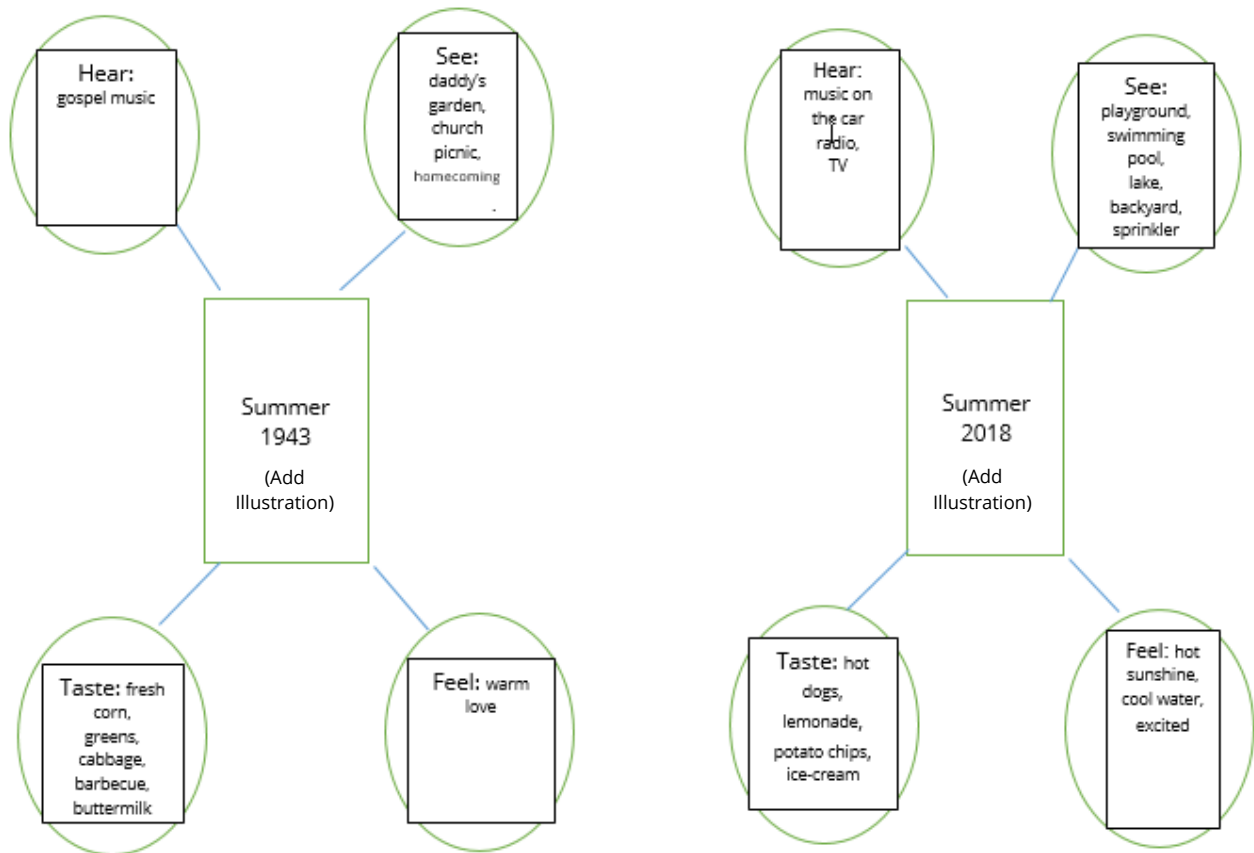 Hear:
gospel music
See:
daddy's
garden,
church
picnic,
homecoming
.
Summer
1943
(Add
Illustration)
Taste: fresh
corn,
greens,
cabbage,
barbecue,
buttermilk
Feel: warm
love
Hear:
music on
the car
radio,
TV
See:
playground,
swimming
pool,
lake,
backyard,
sprinkler
Summer
2018
(Add
Illustration)
Taste: hot
dogs,
lemonade,
potato chips,
ice-cream
Feel: hot
sunshine,
cool water,
excited